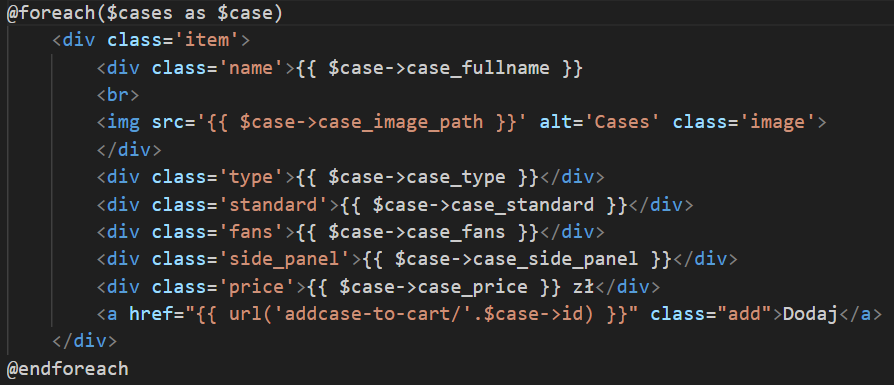 @foreach($cases as $case)
    <div class='item'>
        <div class='name'>{{ $case->case_fullname }}
        <br>
        <img src='{{ $case->case_image_path }}' alt='Cases' class='image'>
        </div>
        <div class='type'>{{ $case->case_type }}</div>
        <div class='standard'>{{ $case->case_standard }}</div>
        <div class='fans'>{{ $case->case_fans }}</div>
        <div class='side_panel'>{{ $case->case_side_panel }}</div>
        <div class='price'>{{ $case->case_price }} zł</div>
        <a href="{{ url('addcase-to-cart/'.$case->id) }}" class="add">Dodaj</a>
    </div>
@endforeach